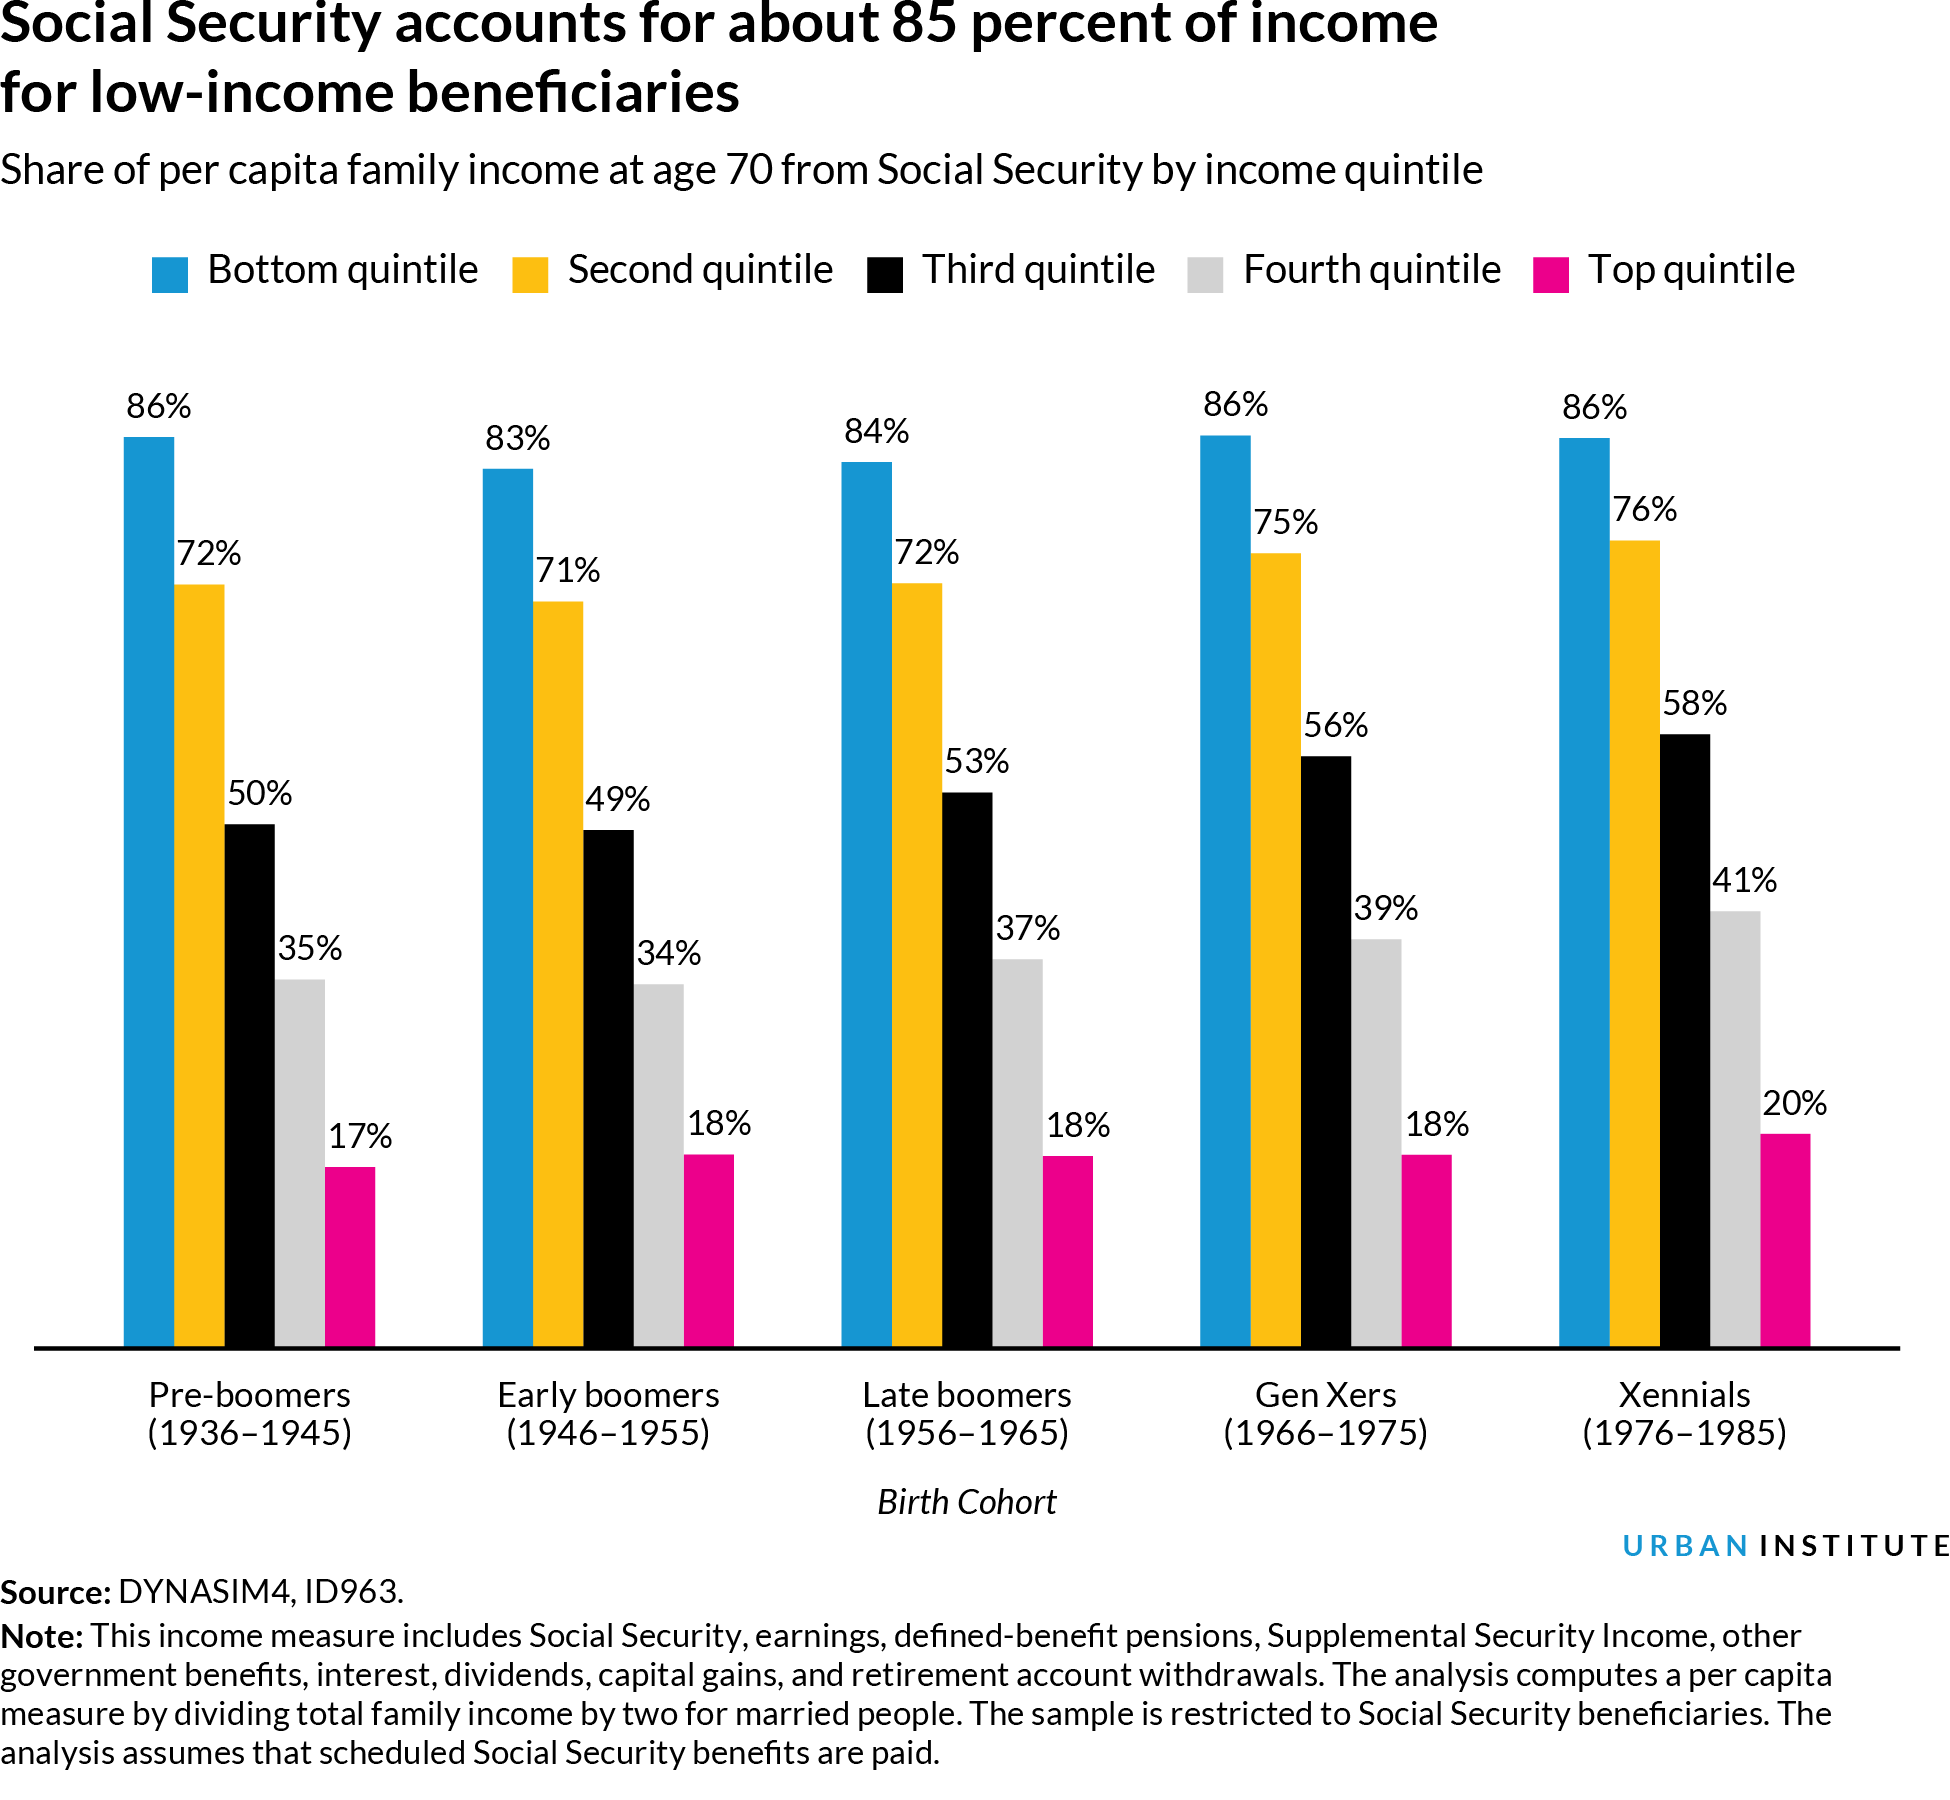 Social Security accounts for about 85 percent of income
for low-income beneficiaries
Share of per capita family income at age 70 from Social Security by income quintile
Bottom quintile Second quintile Third quintile Fourth quintile Top quintile
86% 72% 50% 35% 17%
83% 71% 49% 34% 18%
84% 72% 53% 37% 18%
86% 75% 56% 39% 18%
86% 76% 58% 41% 20%
Pre-boomers Early boomers Late boomers Gen Xers Xennials
(1936–1945) (1946–1955) (1956–1965) (1966–1975) (1976–1985)
Birth Cohort
URBAN INSTITUTE
Source: DYNASIM4, ID963.
Note: This income measure includes Social Security, earnings, defined-benefit pensions, Supplemental Security Income, other
government benefits, interest, dividends, capital gains, and retirement account withdrawals. The analysis computes a per capita
measure by dividing total family income by two for married people. The sample is restricted to Social Security beneficiaries. The
analysis assumes that scheduled Social Security benefits are paid.